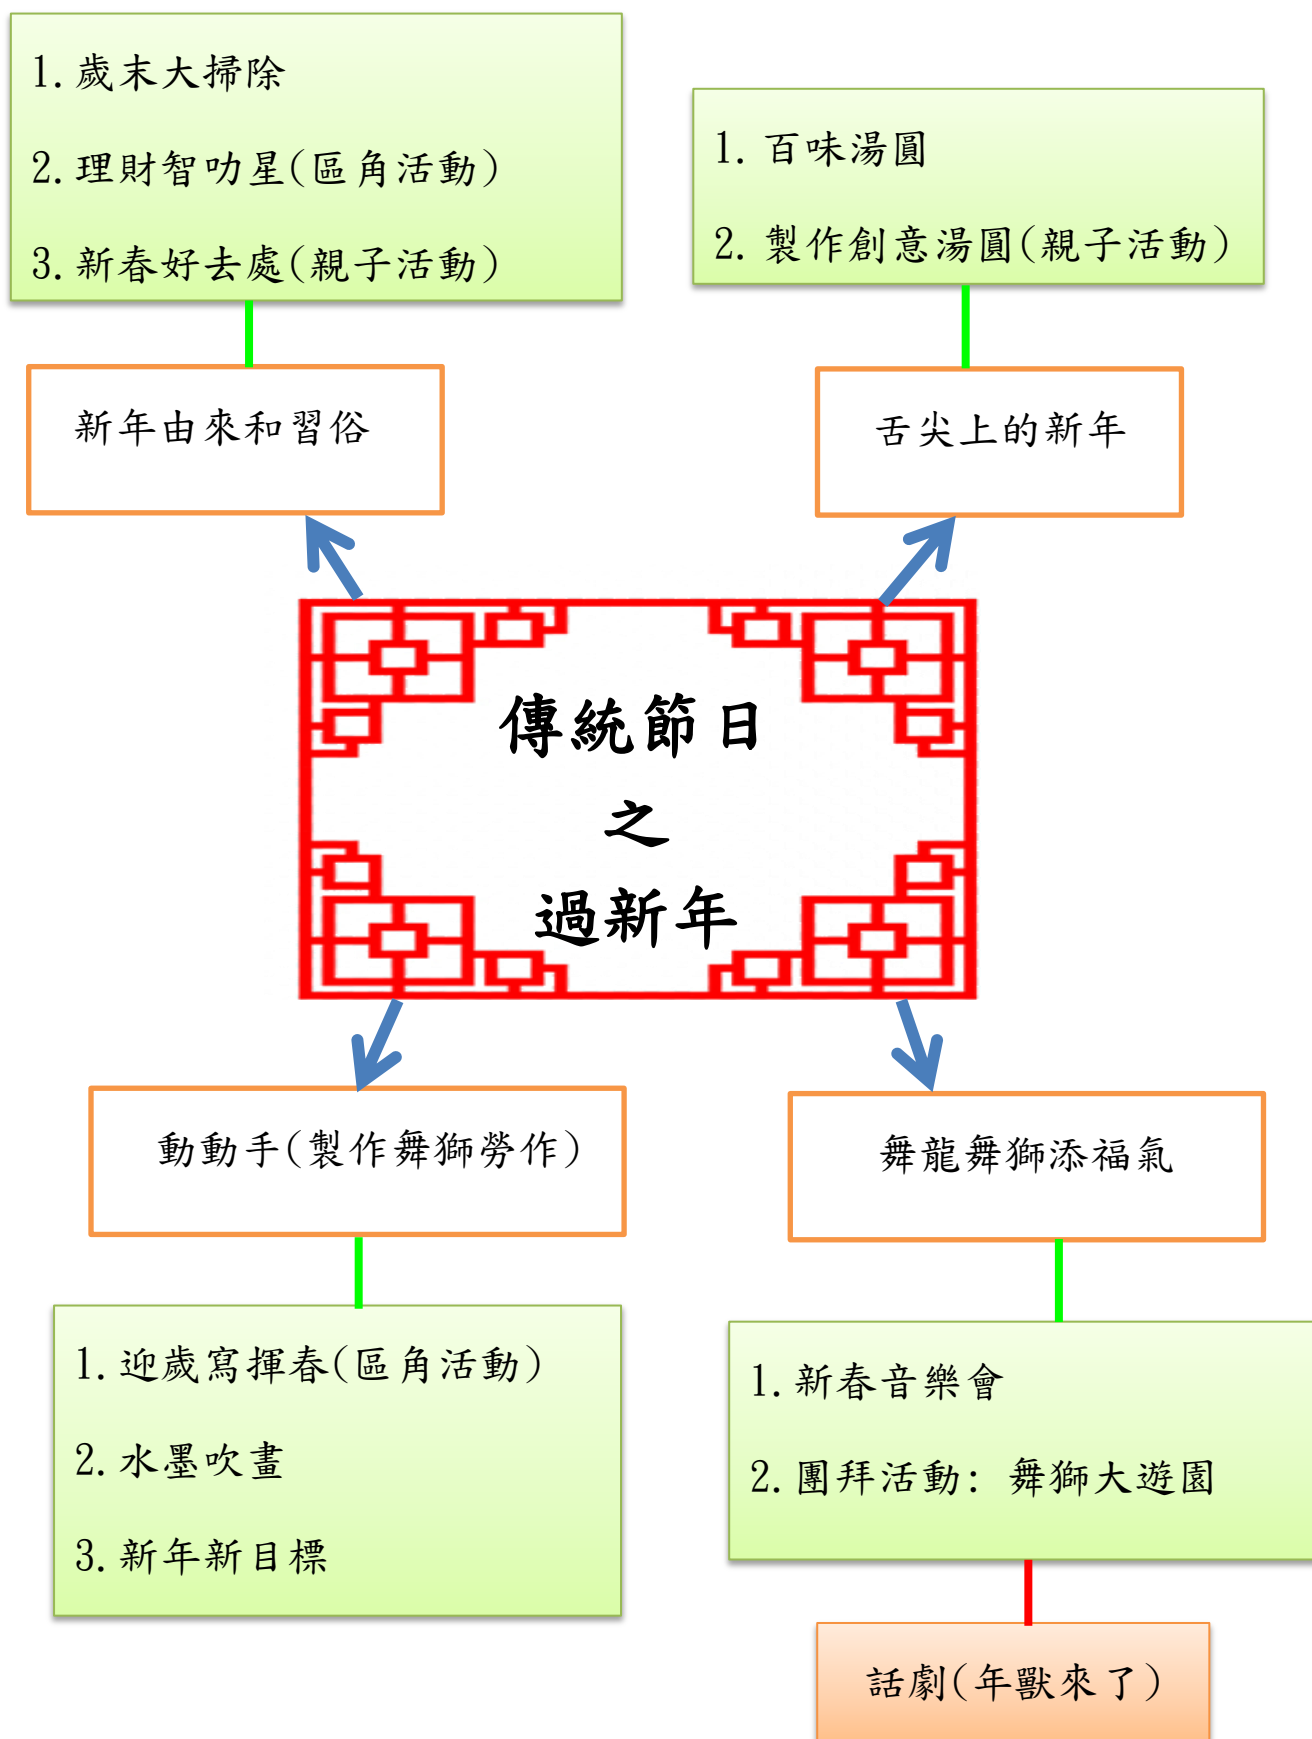 1.歲末大掃除
2.理財智叻星(區角活動)
3.新春好去處(親子活動)
1. 百味湯圓
2. 製作創意湯圓(親子活動)
新年由來和習俗
舌尖上的新年
傳統節日
之
過新年
動動手(製作舞獅勞作)
舞龍舞獅添福氣
1.迎歲寫揮春(區角活動)
2.水墨吹畫
3.新年新目標
1.新春音樂會
2.團拜活動: 舞獅大遊園
話劇(年獸來了)